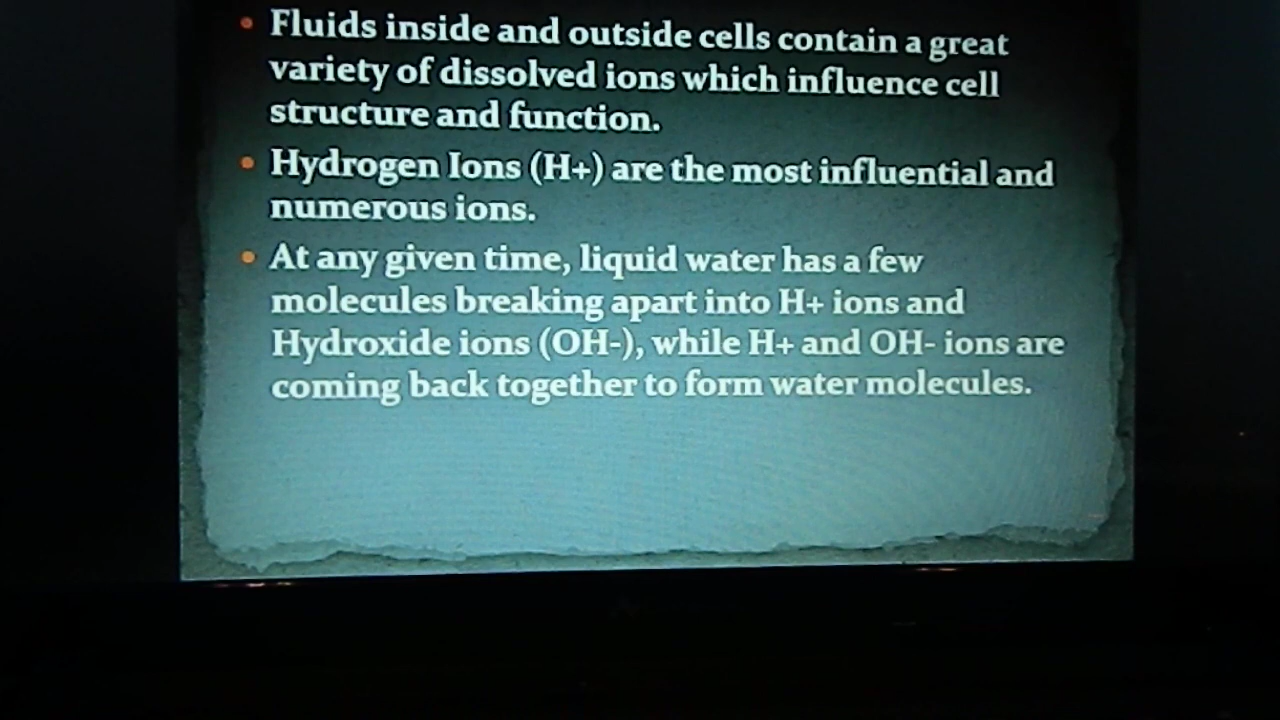 • Fluids inside and outside cells contain a great
variety of dissolved ions which influence cell
structure and function.
• Hydrogen Ions (H+) are the most influential and
numerous ions.
• At any given time, liquid water has a few
molecules breaking apart into H+ ions and
Hydroxide ions (OH-), while H+ and OH- ions are
coming back together to form water molecules.